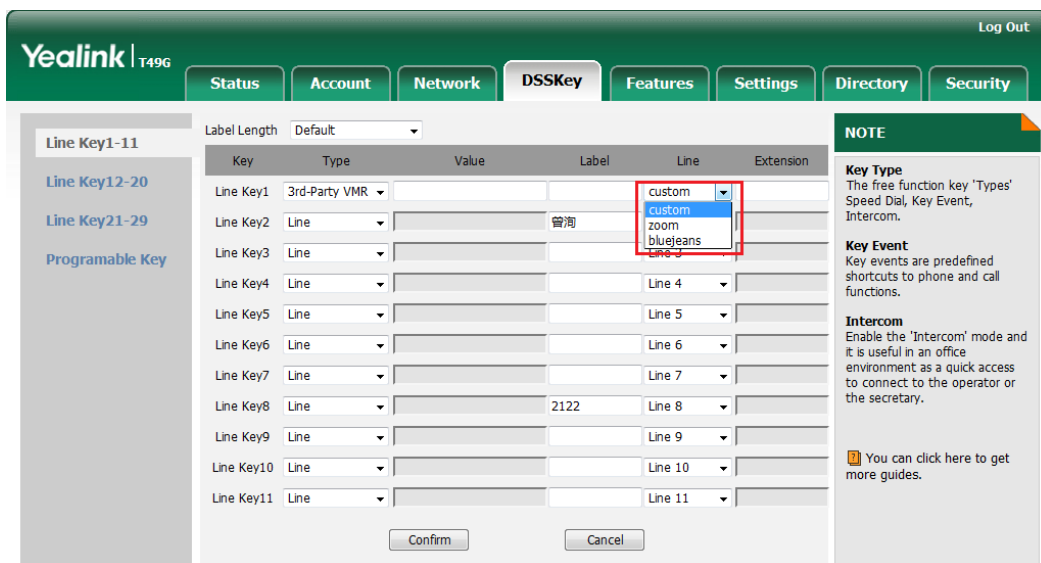 Log Out
Yealink T49G
Status Account Network DSSKey Features Settings Directory Security
Line Key1-11
Line Key12-20
Line Key21-29
Programable Key
Label Length Default
Key Type Value Label Line Extension
Line Key1 3rd-Party VMR custom
custom
zoom
bluejeans
Line Key2 Line 曾洵
Line Key3 Line Line 3
Line Key4 Line Line 4
Line Key5 Line Line 5
Line Key6 Line Line 6
Line Key7 Line Line 7
Line Key8 Line 2122 Line 8
Line Key9 Line Line 9
Line Key10 Line Line 10
Line Key11 Line Line 11
Confirm Cancel
NOTE
Key Type
The free function key 'Types'
Speed Dial, Key Event,
Intercom.
Key Event
Key events are predefined
shortcuts to phone and call
functions.
Intercom
Enable the 'Intercom' mode and
it is useful in an office
environment as a quick access
to connect to the operator or
the secretary.
? You can click here to get
more guides.